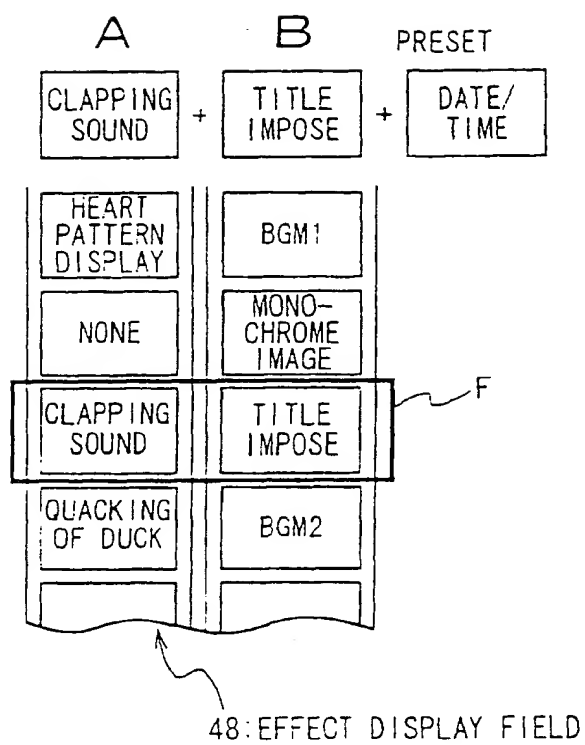 A B PRESET
CLAPPING TITLE DATE/
SOUND + IMPOSE + TIME
HEART
PATTERN BGM1
DISPLAY
NONE MONO-
CHROME
IMAGE
F
CLAPPING TITLE
SOUND IMPOSE
QUACKING BGM2
OF DUCK
48:EFFECT DISPLAY FIELD